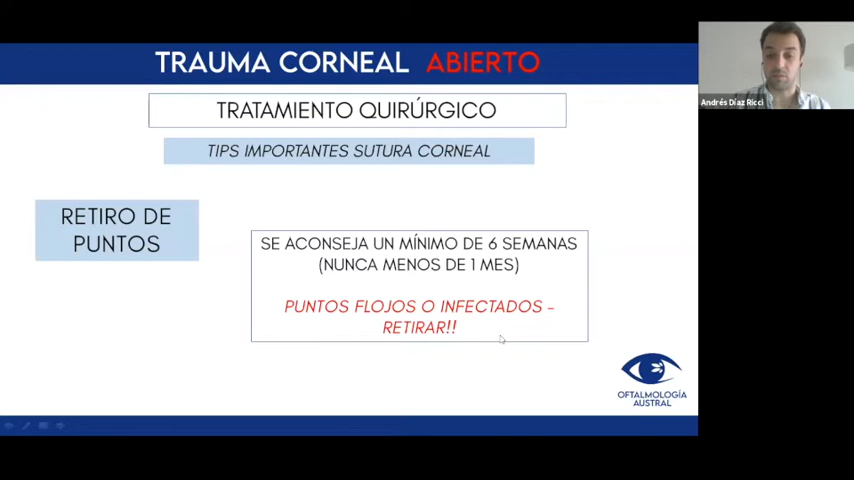 TRAUMA CORNEAL ABIERTO
TRATAMIENTO QUIRÚRGICO
TIPS IMPORTANTES SUTURA CORNEAL
RETIRO DE
PUNTOS
SE ACONSEJA UN MÍNIMO DE 6 SEMANAS
(NUNCA MENOS DE 1 MES)
PUNTOS FLOJOS O INFECTADOS –
RETIRAR!!
OFTALMOLOGÍA
AUSTRAL
Andrés Díaz Ricci